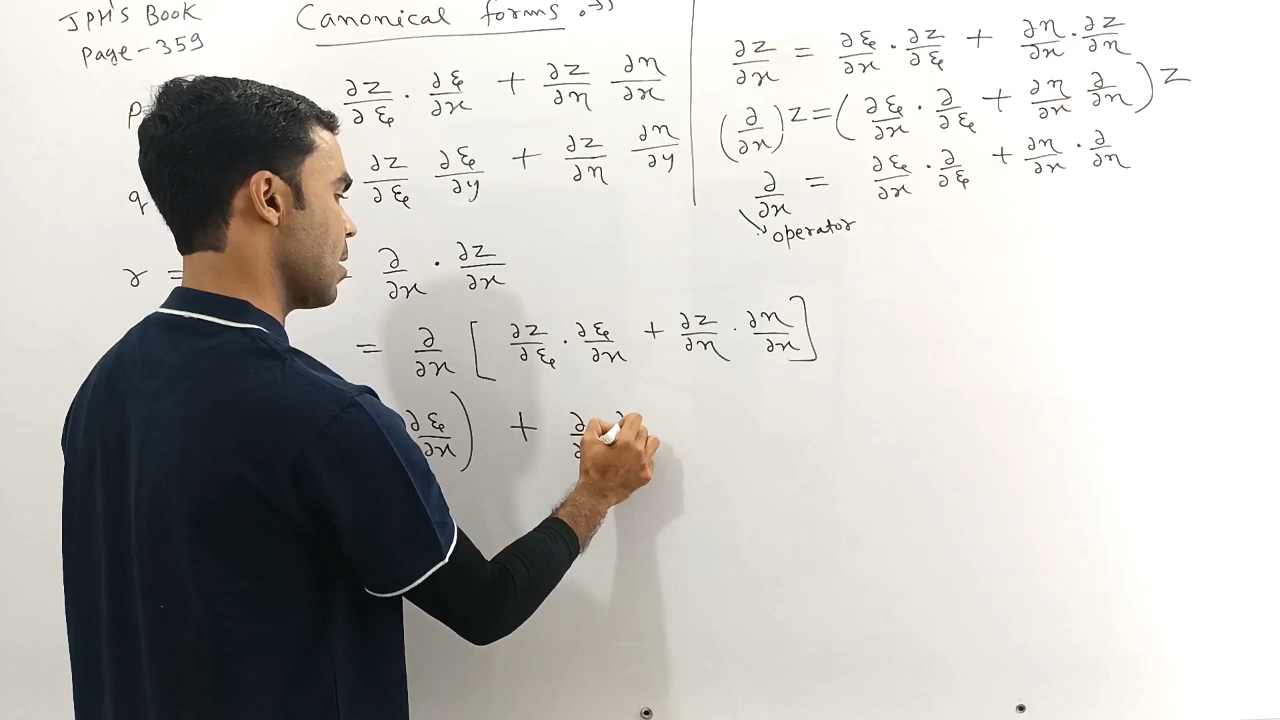 JPH'S BOOK
Page - 359
Canonical forms :→
∂z/∂ξ · ∂ξ/∂x + ∂z/∂η ∂η/∂x
q ∂z/∂ξ ∂ξ/∂y + ∂z/∂η ∂η/∂y
r = ∂/∂x · ∂z/∂x
= ∂/∂x [ ∂z/∂ξ · ∂ξ/∂x + ∂z/∂η · ∂η/∂x ]
∂ξ/∂x ) +
∂z/∂x = ∂ξ/∂x · ∂z/∂ξ + ∂η/∂x · ∂z/∂η
(∂/∂x) z = ( ∂ξ/∂x · ∂/∂ξ + ∂η/∂x ∂/∂η ) z
∂/∂x = ∂ξ/∂x · ∂/∂ξ + ∂η/∂x · ∂/∂η
operator